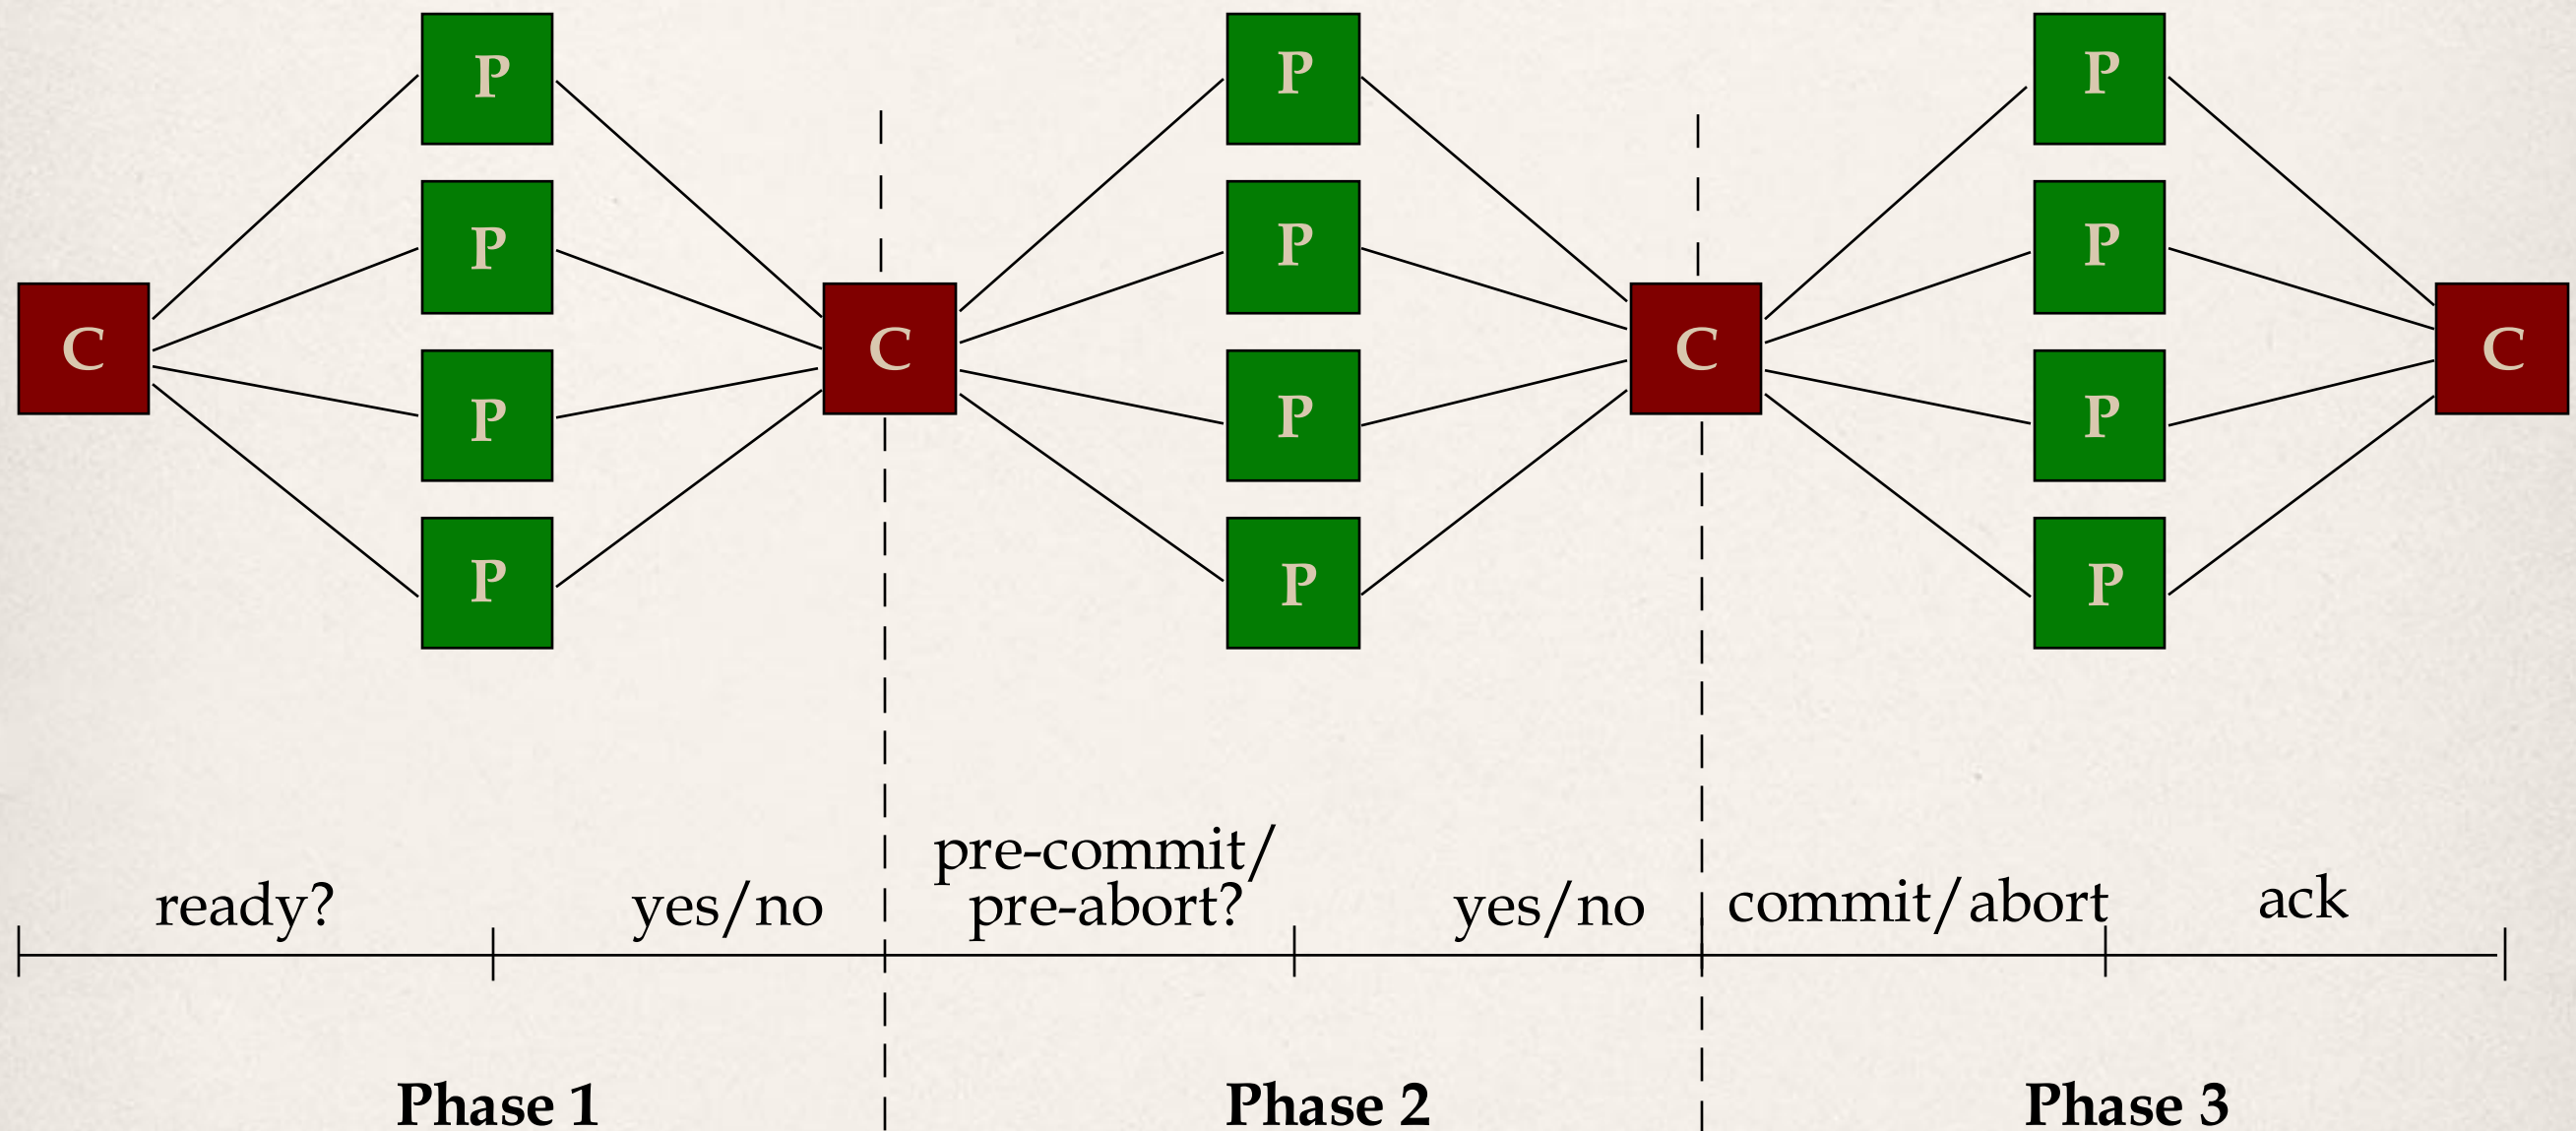 P
P
P
P
C
P
P
P
P
C
C
P
P
P
P
C
ready?
yes/no
pre-commit/
pre-abort?
yes/no
commit/abort
ack
Phase 1
Phase 2
Phase 3